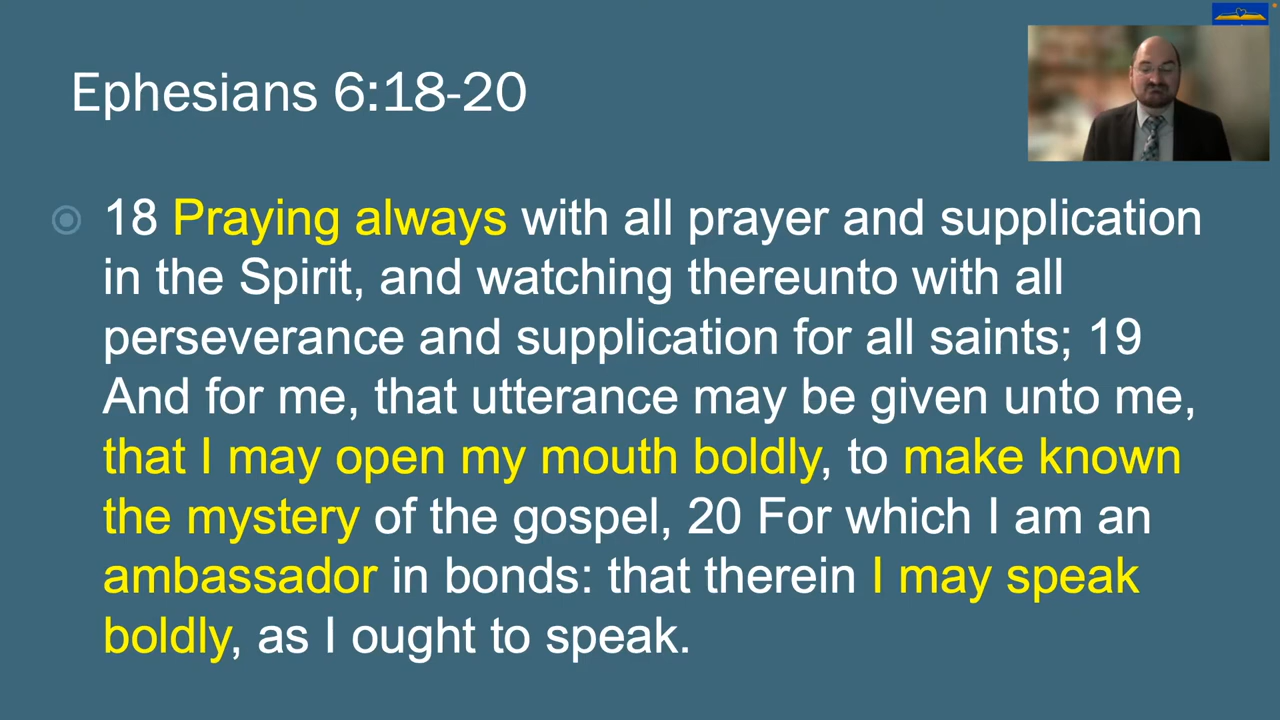 Ephesians 6:18-20
18 Praying always with all prayer and supplication
in the Spirit, and watching thereunto with all
perseverance and supplication for all saints; 19
And for me, that utterance may be given unto me,
that I may open my mouth boldly, to make known
the mystery of the gospel, 20 For which I am an
ambassador in bonds: that therein I may speak
boldly, as I ought to speak.